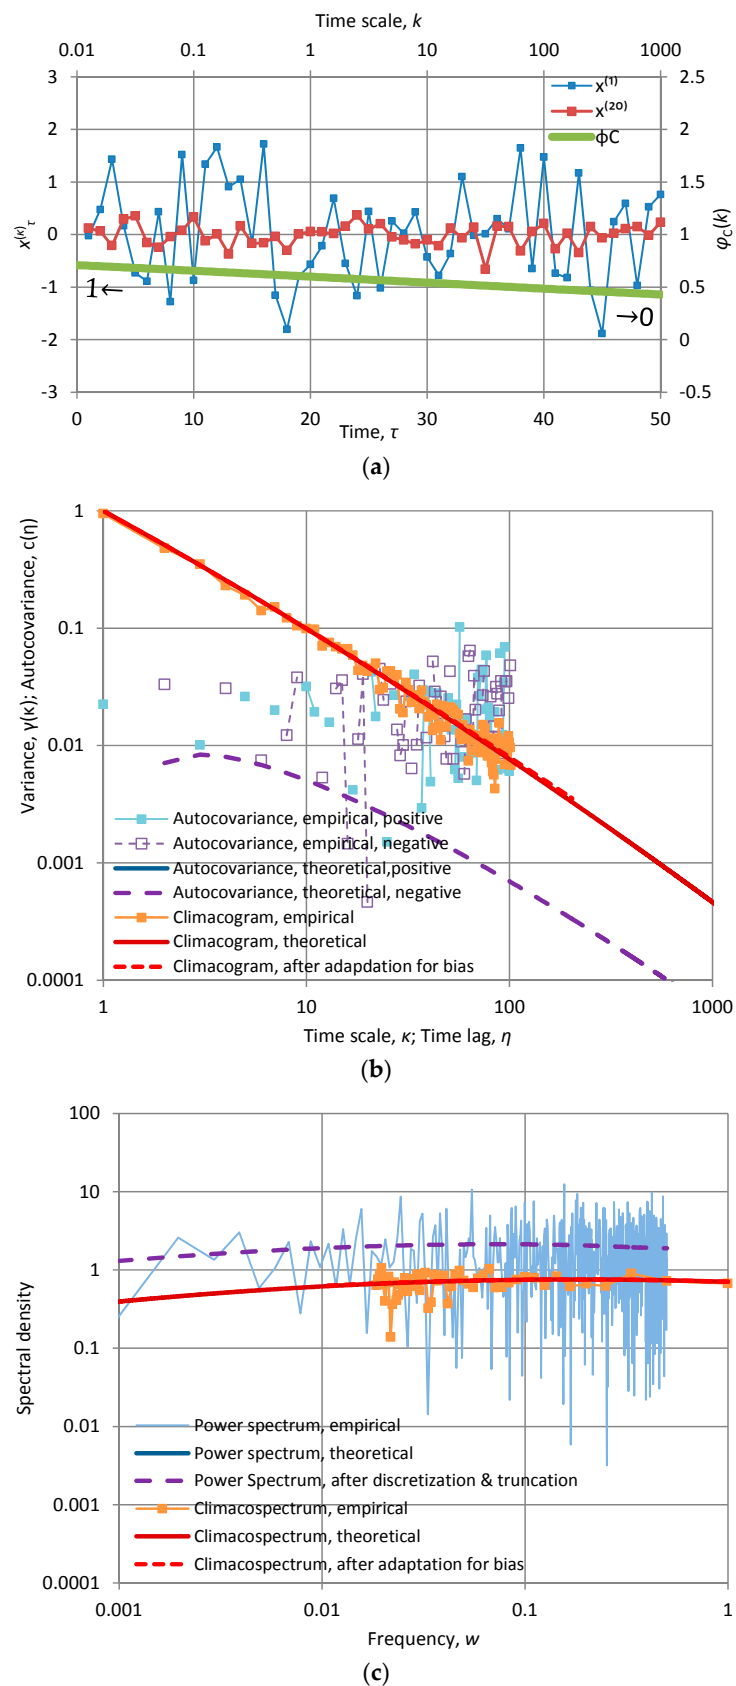 Time scale, k
0.01 0.1 1 10 100 1000
3 2.5
2 2
1 1.5
0 1
-1 0.5
-2 0
-3 -0.5
x(1)
x(20)
ϕC
x(k)τ
φC(k)
1←
→0
0 10 20 30 40 50
Time, τ
(a)
Variance, γ(κ); Autocovariance, c(η)
1
0.1
0.01
0.001
0.0001
Autocovariance, empirical, positive
Autocovariance, empirical, negative
Autocovariance, theoretical,positive
Autocovariance, theoretical, negative
Climacogram, empirical
Climacogram, theoretical
Climacogram, after adapdation for bias
1 10 100 1000
Time scale, κ; Time lag, η
(b)
Spectral density
100
10
1
0.1
0.01
0.001
0.0001
Power spectrum, empirical
Power spectrum, theoretical
Power Spectrum, after discretization & truncation
Climacospectrum, empirical
Climacospectrum, theoretical
Climacospectrum, after adaptation for bias
0.001 0.01 0.1 1
Frequency, w
(c)